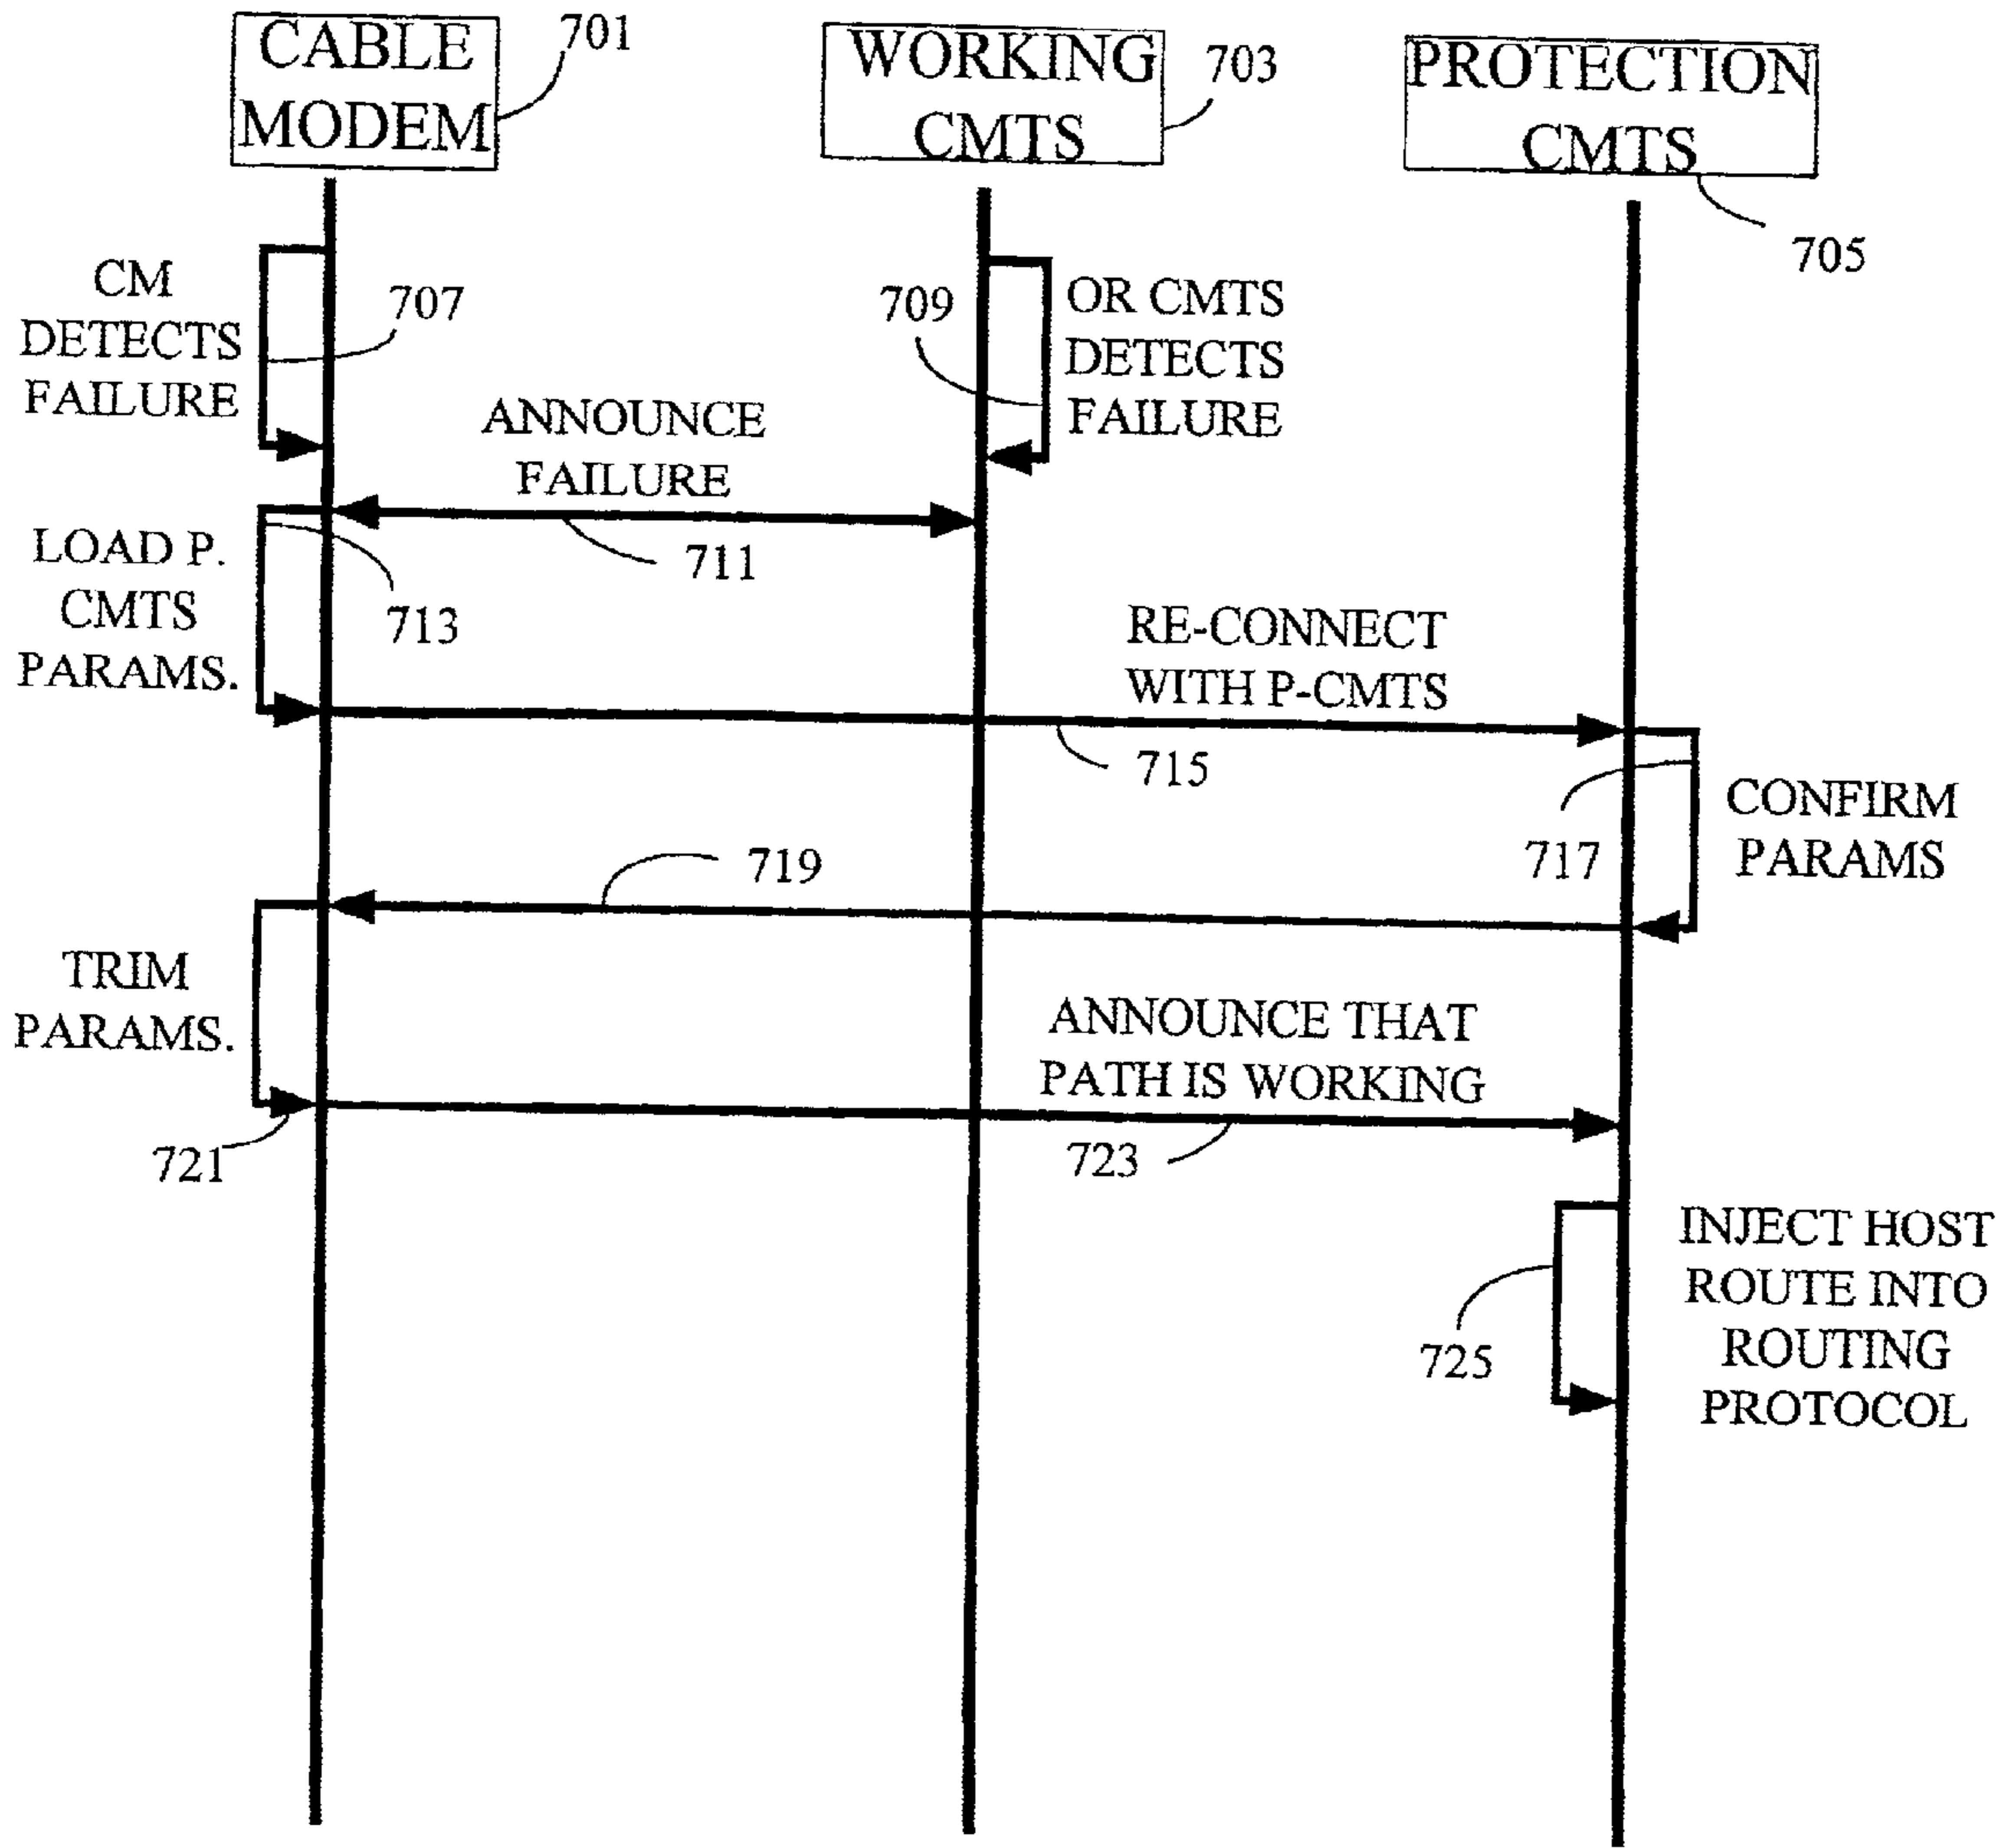 CABLE
MODEM
701
WORKING
CMTS
703
PROTECTION
CMTS
705
CM
DETECTS
FAILURE
707
709
OR CMTS
DETECTS
FAILURE
ANNOUNCE
FAILURE
711
LOAD P.
CMTS
PARAMS.
713
RE-CONNECT
WITH P-CMTS
715
717
CONFIRM
PARAMS
719
TRIM
PARAMS.
721
ANNOUNCE THAT
PATH IS WORKING
723
725
INJECT HOST
ROUTE INTO
ROUTING
PROTOCOL